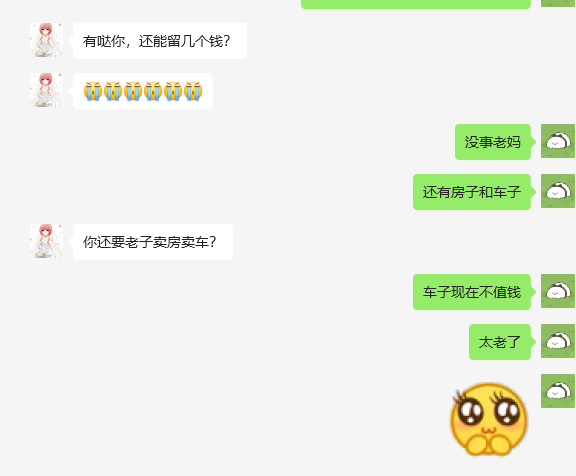 有哒你，还能留几个钱？
😭😭😭😭😭😭
没事老妈
还有房子和车子
你还要老子卖房卖车？
车子现在不值钱
太老了